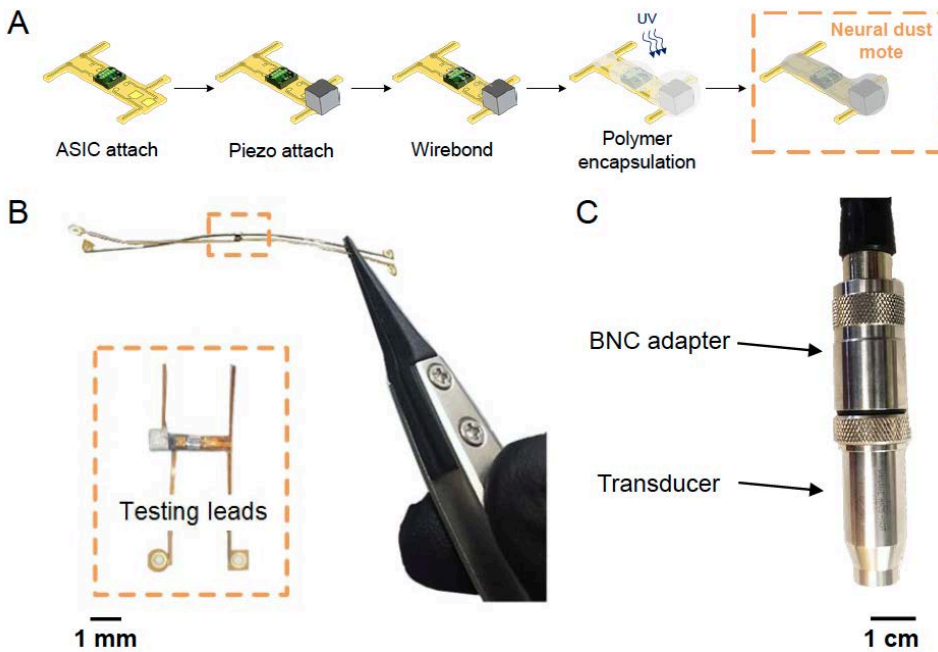 A
UV
Neural dust
mote
ASIC attach
Piezo attach
Wirebond
Polymer
encapsulation
B
C
BNC adapter
Transducer
Testing leads
1 mm
1 cm